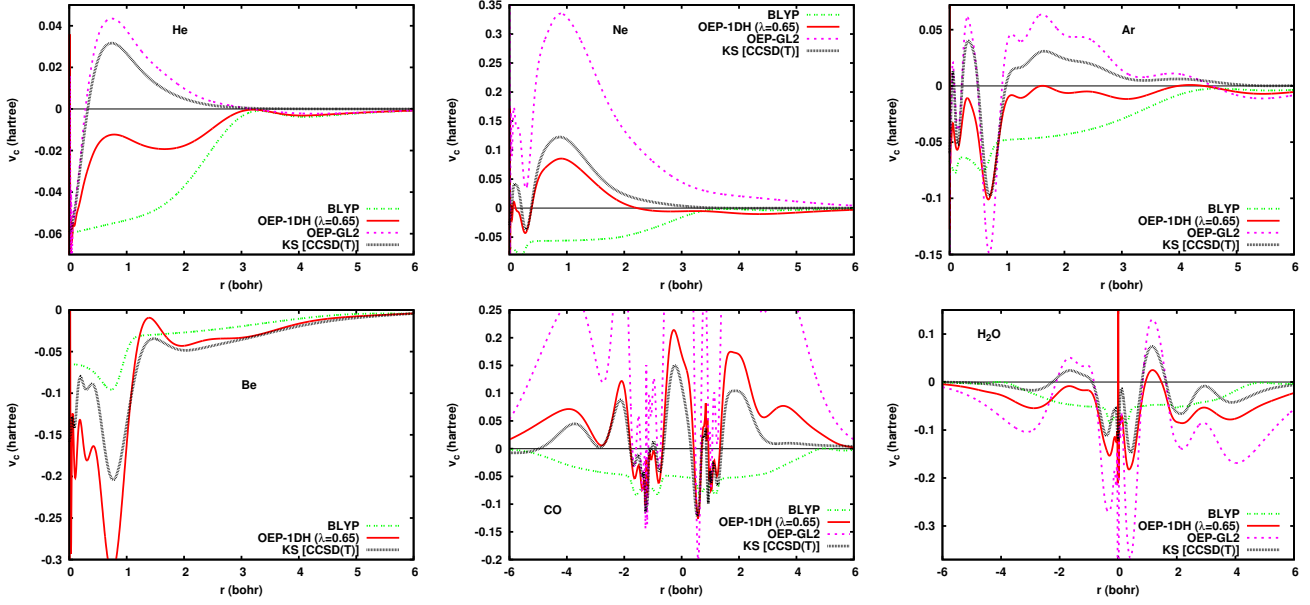 v_c (hartree)
0.04
0.02
0
-0.02
-0.04
-0.06
He
BLYP
OEP-1DH (λ=0.65)
OEP-GL2
KS [CCSD(T)]
0 1 2 3 4 5 6
r (bohr)
v_c (hartree)
0.35
0.3
0.25
0.2
0.15
0.1
0.05
0
-0.05
Ne
BLYP
OEP-1DH (λ=0.65)
OEP-GL2
KS [CCSD(T)]
0 1 2 3 4 5 6
r (bohr)
v_c (hartree)
0.05
0
-0.05
-0.1
-0.15
Ar
BLYP
OEP-1DH (λ=0.65)
OEP-GL2
KS [CCSD(T)]
0 1 2 3 4 5 6
r (bohr)
v_c (hartree)
0
-0.05
-0.1
-0.15
-0.2
-0.25
-0.3
Be
BLYP
OEP-1DH (λ=0.65)
KS [CCSD(T)]
0 1 2 3 4 5 6
r (bohr)
v_c (hartree)
0.25
0.2
0.15
0.1
0.05
0
-0.05
-0.1
-0.15
-0.2
CO
BLYP
OEP-1DH (λ=0.65)
OEP-GL2
KS [CCSD(T)]
-6 -4 -2 0 2 4 6
r (bohr)
v_c (hartree)
0.1
0
-0.1
-0.2
-0.3
H₂O
BLYP
OEP-1DH (λ=0.65)
OEP-GL2
KS [CCSD(T)]
-6 -4 -2 0 2 4 6
r (bohr)